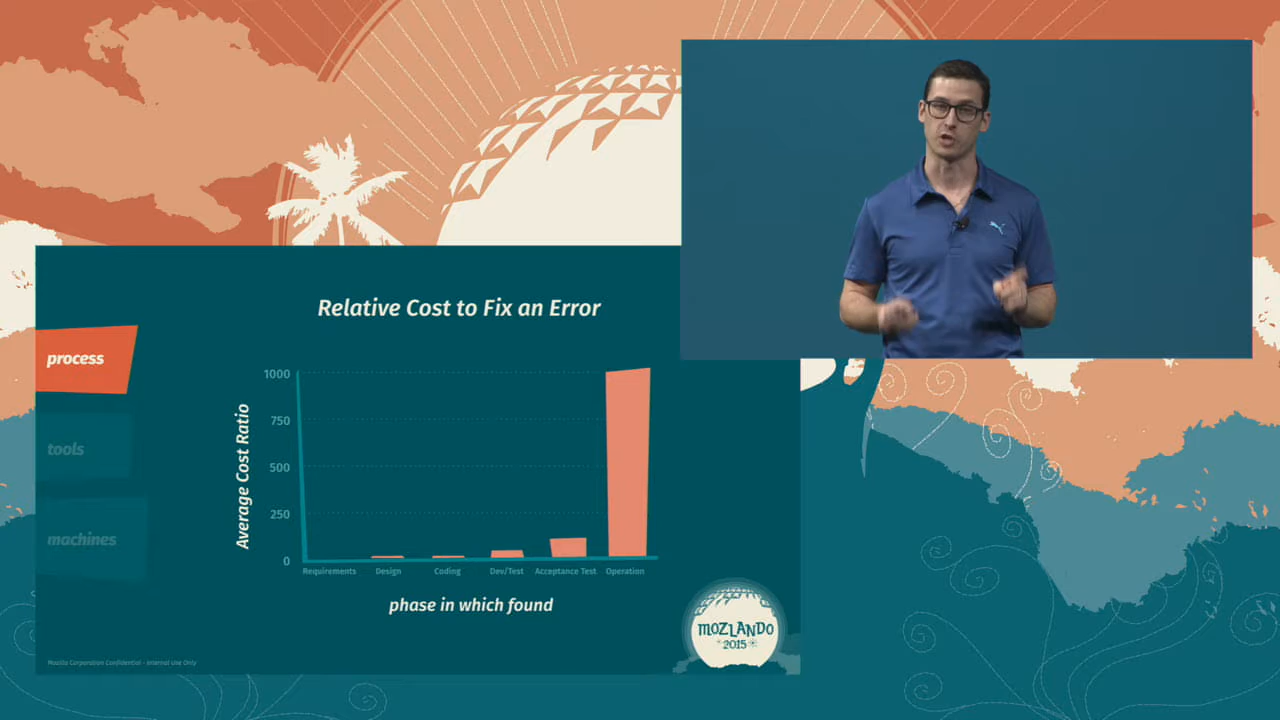 Relative Cost to Fix an Error
process
tools
machines
Average Cost Ratio
1000
750
500
250
0
Requirements Design Coding Dev/Test Acceptance Test Operation
phase in which found
MOZLANDO
2015
Mozilla Corporation Confidential - Internal Use Only